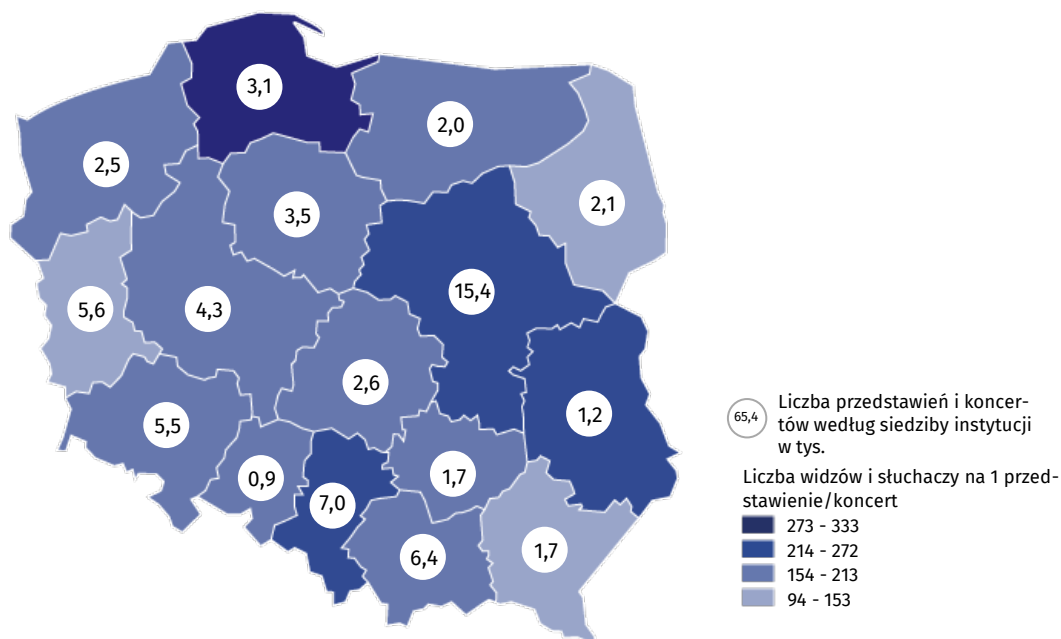 3,1
2,0
2,5
2,1
3,5
15,4
5,6
4,3
2,6
1,2
5,5
0,9
7,0
1,7
6,4
1,7
65,4
Liczba przedstawień i koncer-
tów według siedziby instytucji
w tys.
Liczba widzów i słuchaczy na 1 przed-
stawienie/koncert
273 - 333
214 - 272
154 - 213
94 - 153